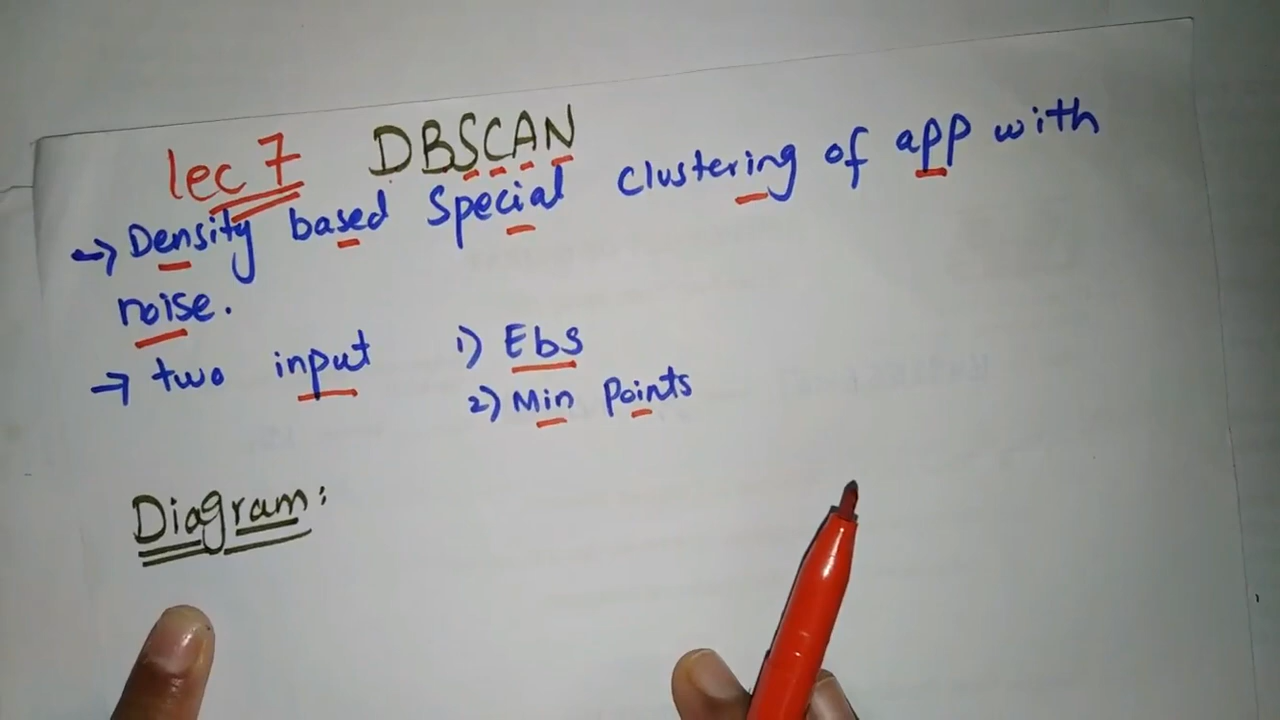 lec 7 DBSCAN
→ Density based Special clustering of app with
noise.
→ two input 1) Ebs
2) Min Points
Diagram: